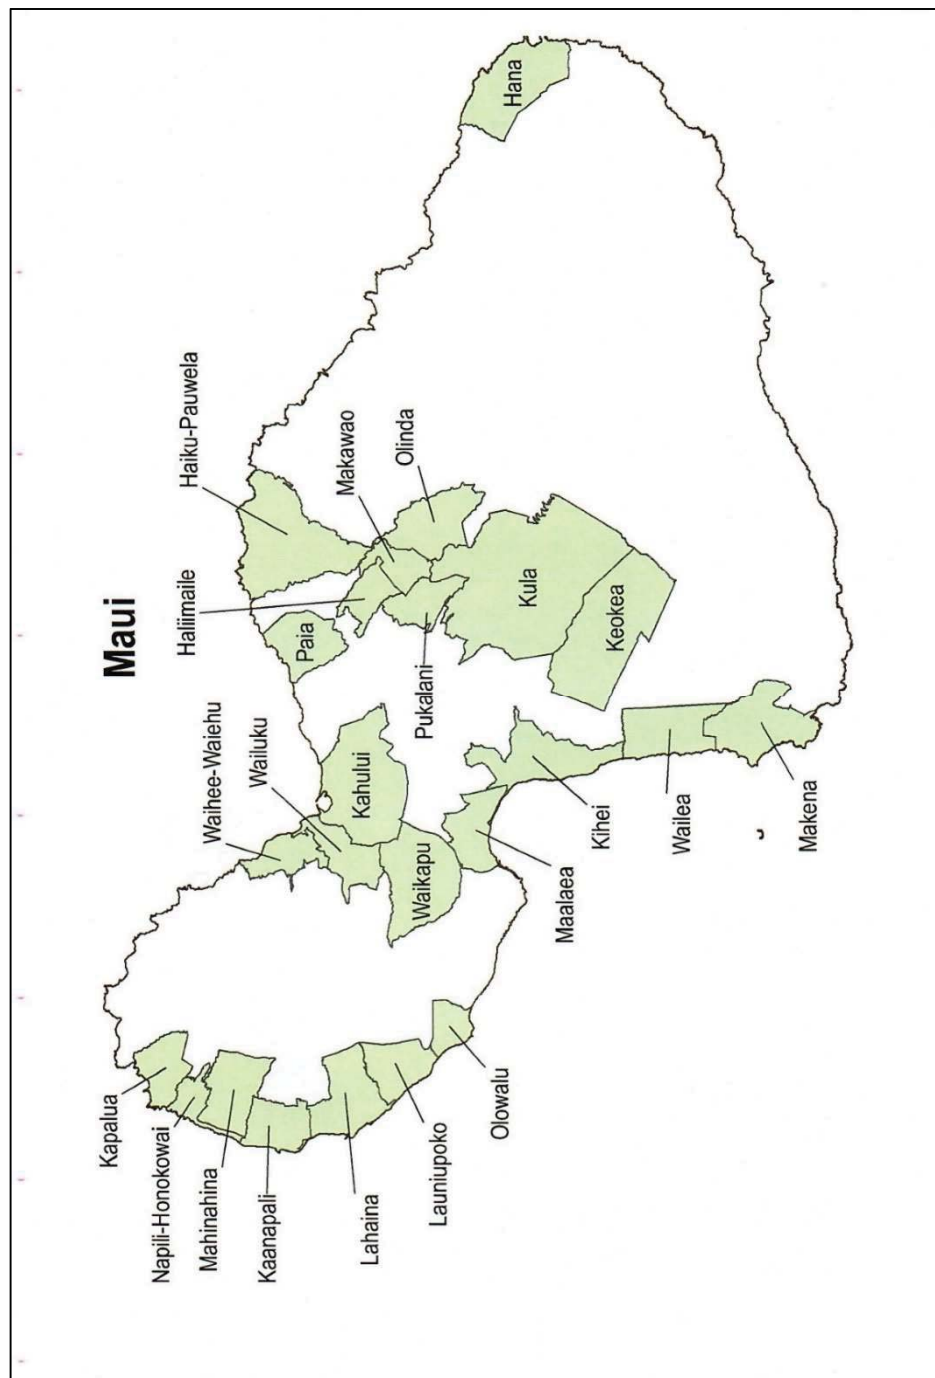 Maui
Kapalua
Napili-Honokowai
Mahinahina
Kaanapali
Lahaina
Launiupoko
Olowalu
Waihee-Waiehu
Wailuku
Kahului
Waikapu
Maalaea
Kihei
Wailea
Makena
Paia
Haliimaile
Haiku-Pauwela
Makawao
Olinda
Pukalani
Kula
Keokea
Hana